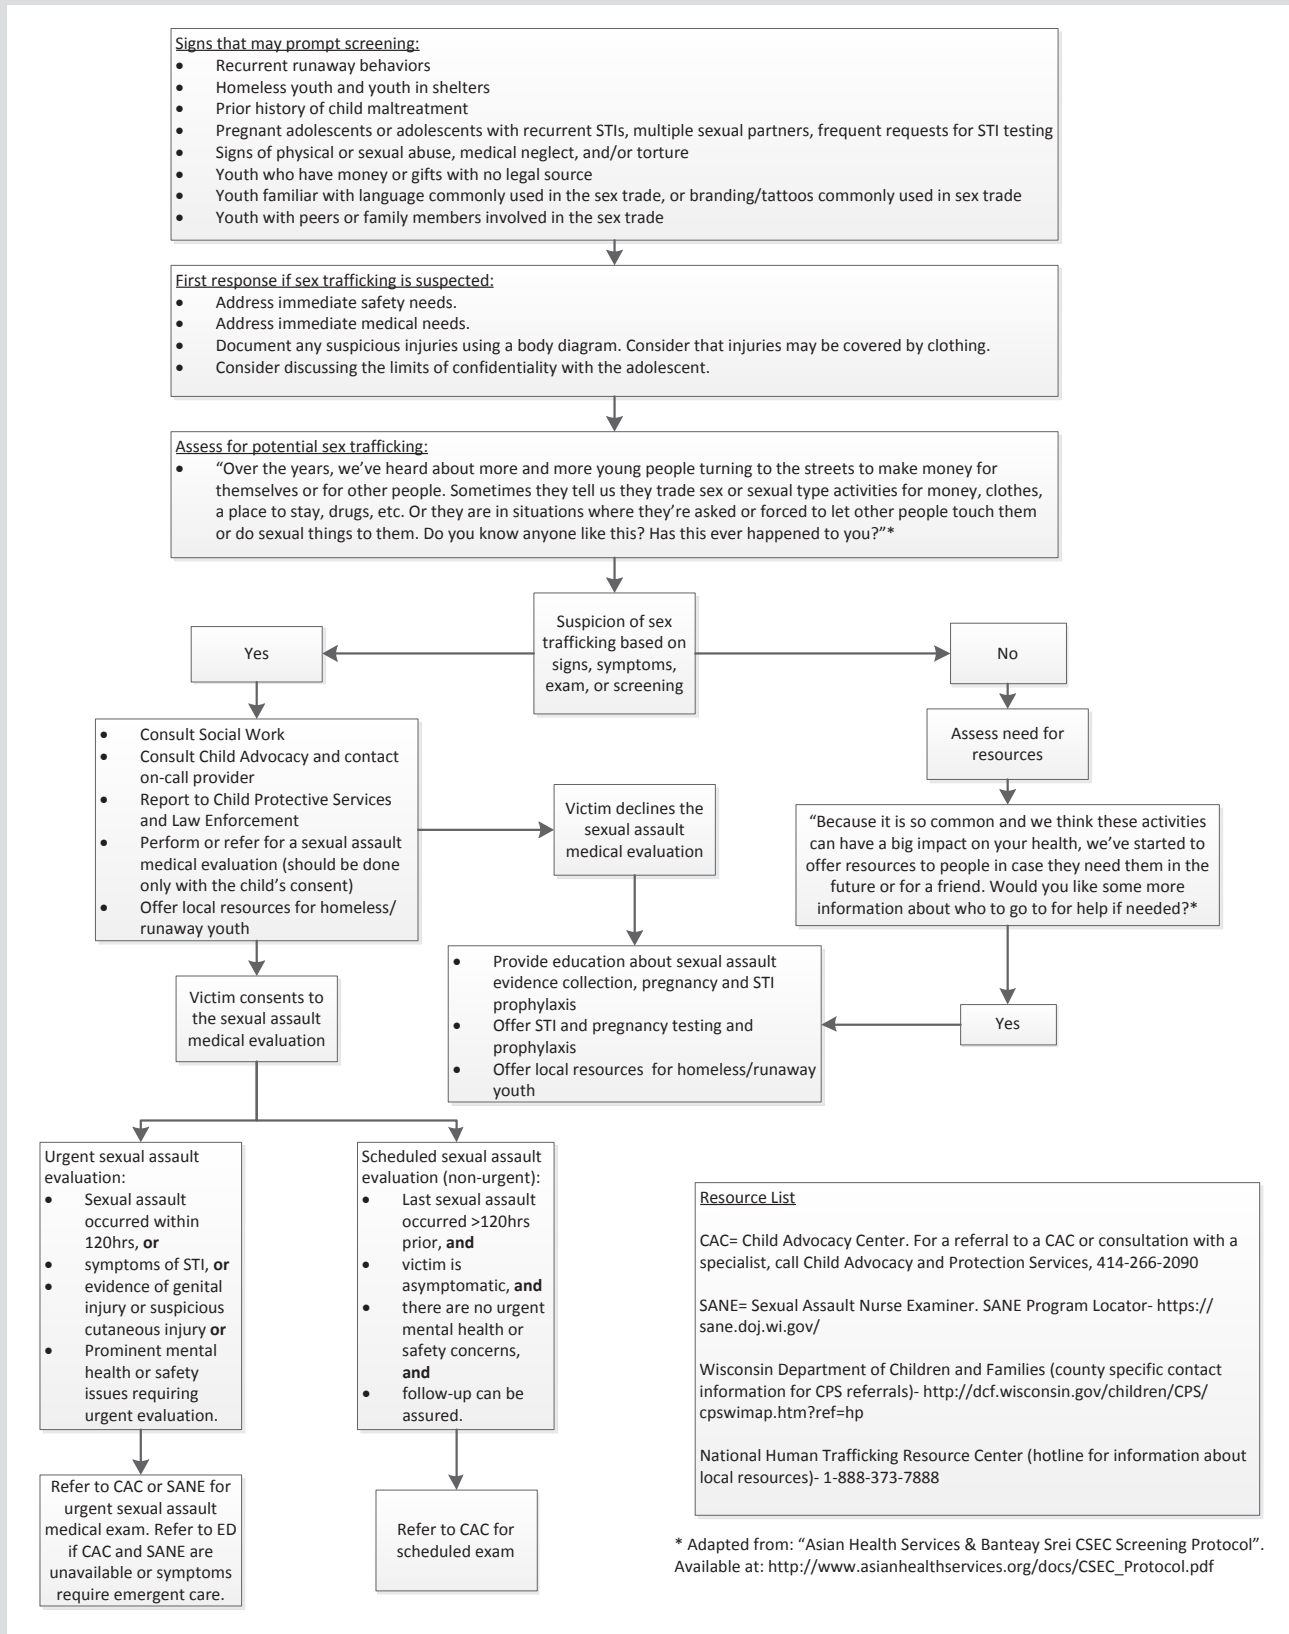 Signs that may prompt screening:
• Recurrent runaway behaviors
• Homeless youth and youth in shelters
• Prior history of child maltreatment
• Pregnant adolescents or adolescents with recurrent STIs, multiple sexual partners, frequent requests for STI testing
• Signs of physical or sexual abuse, medical neglect, and/or torture
• Youth who have money or gifts with no legal source
• Youth familiar with language commonly used in the sex trade, or branding/tattoos commonly used in sex trade
• Youth with peers or family members involved in the sex trade
First response if sex trafficking is suspected:
• Address immediate safety needs.
• Address immediate medical needs.
• Document any suspicious injuries using a body diagram. Consider that injuries may be covered by clothing.
• Consider discussing the limits of confidentiality with the adolescent.
Assess for potential sex trafficking:
• “Over the years, we’ve heard about more and more young people turning to the streets to make money for
themselves or for other people. Sometimes they tell us they trade sex or sexual type activities for money, clothes,
a place to stay, drugs, etc. Or they are in situations where they’re asked or forced to let other people touch them
or do sexual things to them. Do you know anyone like this? Has this ever happened to you?”*
Suspicion of sex
trafficking based on
signs, symptoms,
exam, or screening
Yes
No
• Consult Social Work
• Consult Child Advocacy and contact
on-call provider
• Report to Child Protective Services
and Law Enforcement
• Perform or refer for a sexual assault
medical evaluation (should be done
only with the child’s consent)
• Offer local resources for homeless/
runaway youth
Assess need for
resources
Victim declines the
sexual assault
medical evaluation
“Because it is so common and we think these activities
can have a big impact on your health, we’ve started to
offer resources to people in case they need them in the
future or for a friend. Would you like some more
information about who to go to for help if needed?*
• Provide education about sexual assault
evidence collection, pregnancy and STI
prophylaxis
• Offer STI and pregnancy testing and
prophylaxis
• Offer local resources for homeless/runaway
youth
Yes
Victim consents to
the sexual assault
medical evaluation
Urgent sexual assault
evaluation:
• Sexual assault
occurred within
120hrs, or
• symptoms of STI, or
• evidence of genital
injury or suspicious
cutaneous injury or
• Prominent mental
health or safety
issues requiring
urgent evaluation.
Scheduled sexual assault
evaluation (non-urgent):
• Last sexual assault
occurred >120hrs
prior, and
• victim is
asymptomatic, and
• there are no urgent
mental health or
safety concerns,
and
• follow-up can be
assured.
Refer to CAC or SANE for
urgent sexual assault
medical exam. Refer to ED
if CAC and SANE are
unavailable or symptoms
require emergent care.
Refer to CAC for
scheduled exam
Resource List
CAC= Child Advocacy Center. For a referral to a CAC or consultation with a
specialist, call Child Advocacy and Protection Services, 414-266-2090
SANE= Sexual Assault Nurse Examiner. SANE Program Locator- https://
sane.doj.wi.gov/
Wisconsin Department of Children and Families (county specific contact
information for CPS referrals)- http://dcf.wisconsin.gov/children/CPS/
cpswimap.htm?ref=hp
National Human Trafficking Resource Center (hotline for information about
local resources)- 1-888-373-7888
* Adapted from: “Asian Health Services & Banteay Srei CSEC Screening Protocol”.
Available at: http://www.asianhealthservices.org/docs/CSEC_Protocol.pdf